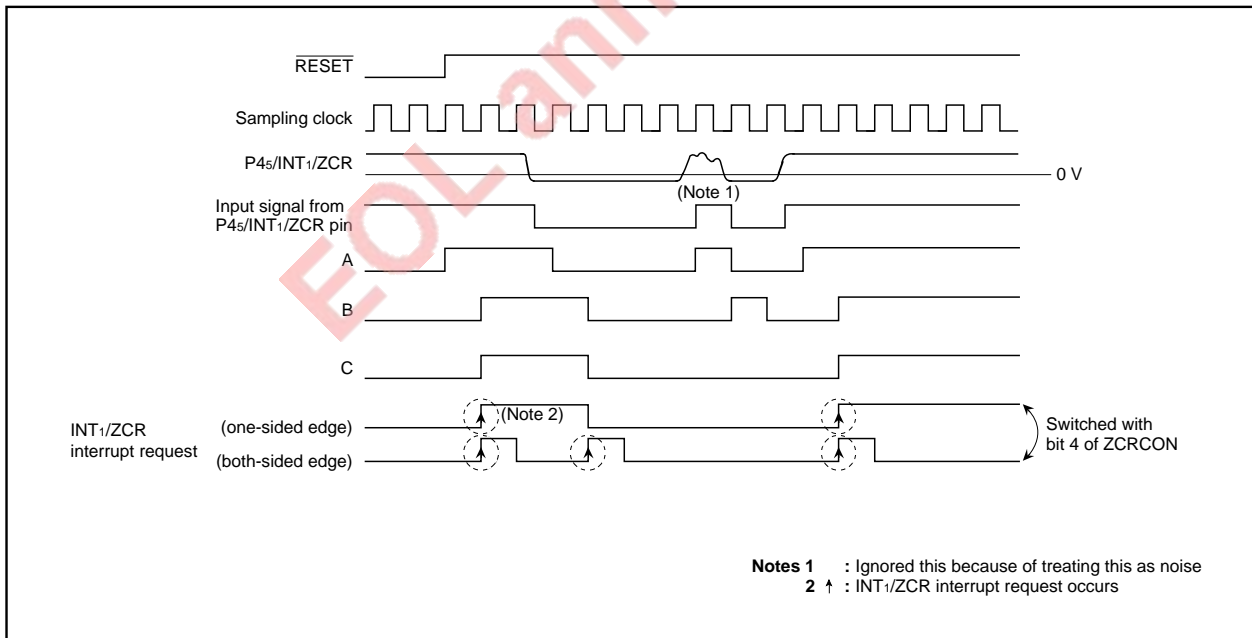 RESET
Sampling clock
P45/INT1/ZCR
0 V
(Note 1)
Input signal from
P45/INT1/ZCR pin
A
B
C
(Note 2)
(one-sided edge)
INT1/ZCR
interrupt request
(both-sided edge)
Switched with
bit 4 of ZCRCON
Notes 1 : Ignored this because of treating this as noise
2 ↑ : INT1/ZCR interrupt request occurs
EOL ann